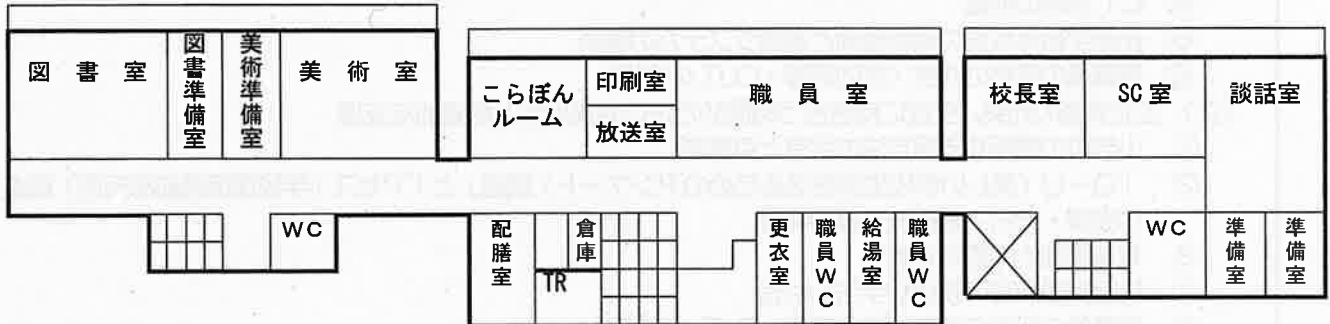 図書室
図書準備室
美術準備室
美術室
こらぼん
ルーム
印刷室
放送室
職員室
校長室
SC室
談話室
WC
配膳室
倉庫
TR
更衣室
職員WC
給湯室
職員WC
WC
準備室
準備室